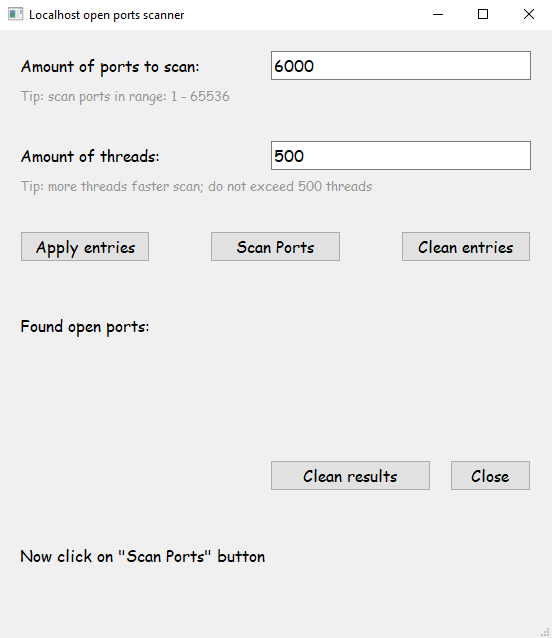 Localhost open ports scanner
Amount of ports to scan: 6000
Tip: scan ports in range: 1 - 65536
Amount of threads: 500
Tip: more threads faster scan; do not exceed 500 threads
Apply entries Scan Ports Clean entries
Found open ports:
Clean results Close
Now click on "Scan Ports" button